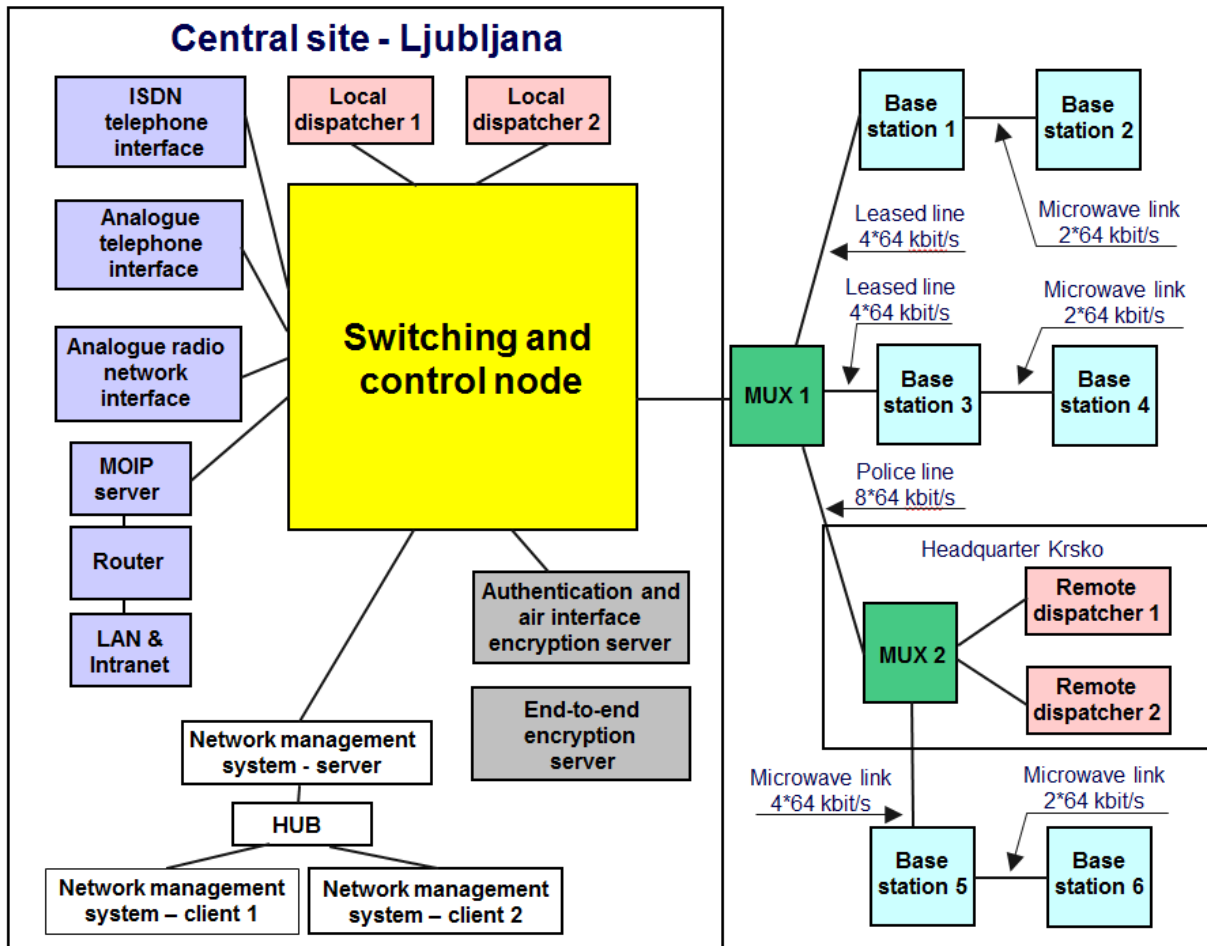 Central site - Ljubljana
ISDN
telephone
interface
Local
dispatcher 1
Local
dispatcher 2
Analogue
telephone
interface
Analogue radio
network
interface
MOIP
server
Router
LAN &
Intranet
Switching and
control node
Authentication and
air interface
encryption server
End-to-end
encryption
server
Network management
system - server
HUB
Network management
system – client 1
Network management
system – client 2
Base
station 1
Base
station 2
Leased line
4*64 kbit/s
Microwave link
2*64 kbit/s
Leased line
4*64 kbit/s
Microwave link
2*64 kbit/s
MUX 1
Base
station 3
Base
station 4
Police line
8*64 kbit/s
Headquarter Krsko
Remote
dispatcher 1
MUX 2
Remote
dispatcher 2
Microwave link
4*64 kbit/s
Microwave link
2*64 kbit/s
Base
station 5
Base
station 6